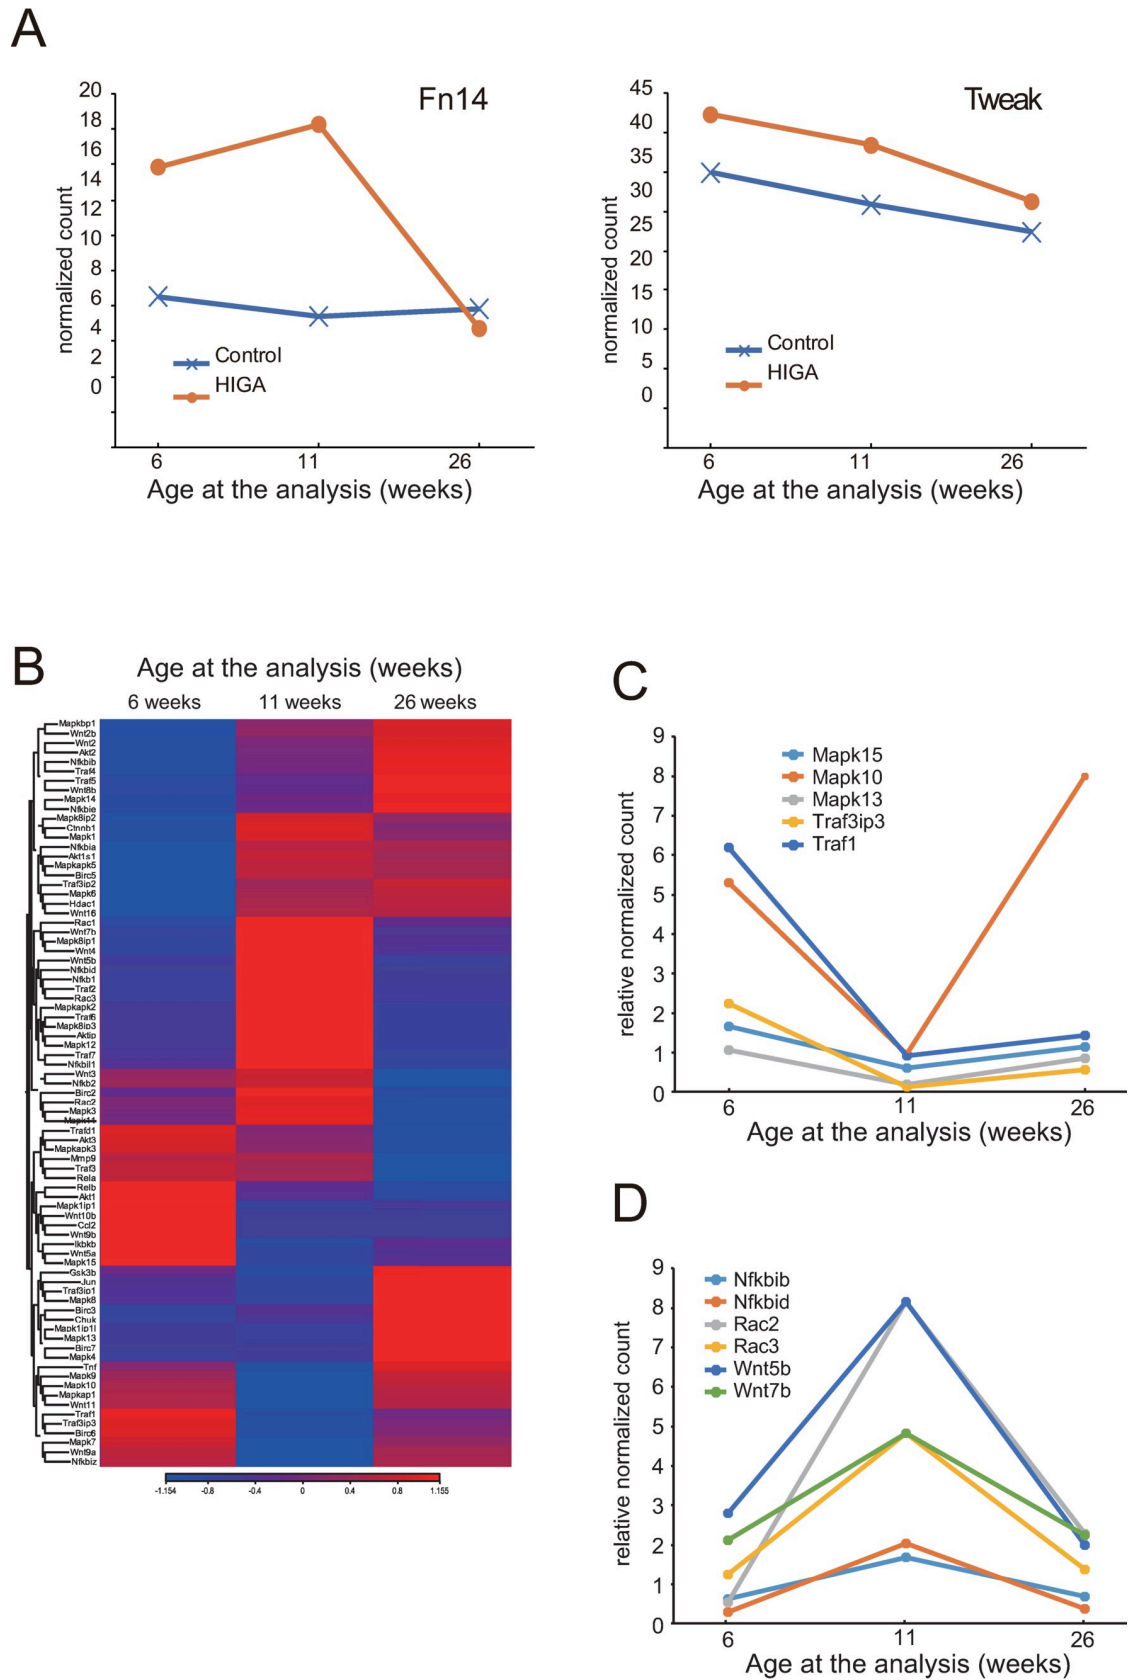 A
Fn14
normalized count
20
18
16
14
12
10
8
6
4
2
0
Control
HIGA
6
11
26
Age at the analysis (weeks)
Tweak
normalized count
45
40
35
30
25
20
15
10
5
0
Control
HIGA
6
11
26
Age at the analysis (weeks)
B
Age at the analysis (weeks)
6 weeks
11 weeks
26 weeks
Mapkbp1
Wnt2b
Wnt2
Akt2
Nfkbib
Traf4
Traf5
Wnt8b
Mapk14
Nfkbie
Mapk8ip2
Ctnnb1
Mapk1
Nfkbia
Akt1s1
Mapkapk5
Birc5
Traf3ip2
Mapk6
Hdac1
Wnt16
Rac1
Wnt7b
Mapk8ip1
Wnt4
Wnt5b
Nfkbid
Nfkb1
Traf2
Rac3
Mapkapk2
Traf6
Mapk8ip3
Aktip
Mapk12
Traf7
Nfkbil1
Wnt3
Nfkb2
Birc2
Rac2
Mapk3
Mapk11
Trafd1
Akt3
Mapkapk3
Mmp9
Traf3
Rela
Relb
Akt1
Mapk1ip1
Wnt10b
Ccl2
Wnt9b
Ikbkb
Wnt5a
Mapk15
Gsk3b
Jun
Traf3ip1
Mapk8
Birc3
Chuk
Mapk1ip1l
Mapk13
Birc7
Mapk4
Tnf
Mapk9
Mapk10
Mapkap1
Wnt11
Traf1
Traf3ip3
Birc6
Mapk7
Wnt9a
Nfkbiz
-1.154
-0.8
-0.4
0
0.4
0.8
1.155
C
relative normalized count
9
8
7
6
5
4
3
2
1
0
Mapk15
Mapk10
Mapk13
Traf3ip3
Traf1
6
11
26
Age at the analysis (weeks)
D
relative normalized count
9
8
7
6
5
4
3
2
1
0
Nfkbib
Nfkbid
Rac2
Rac3
Wnt5b
Wnt7b
6
11
26
Age at the analysis (weeks)